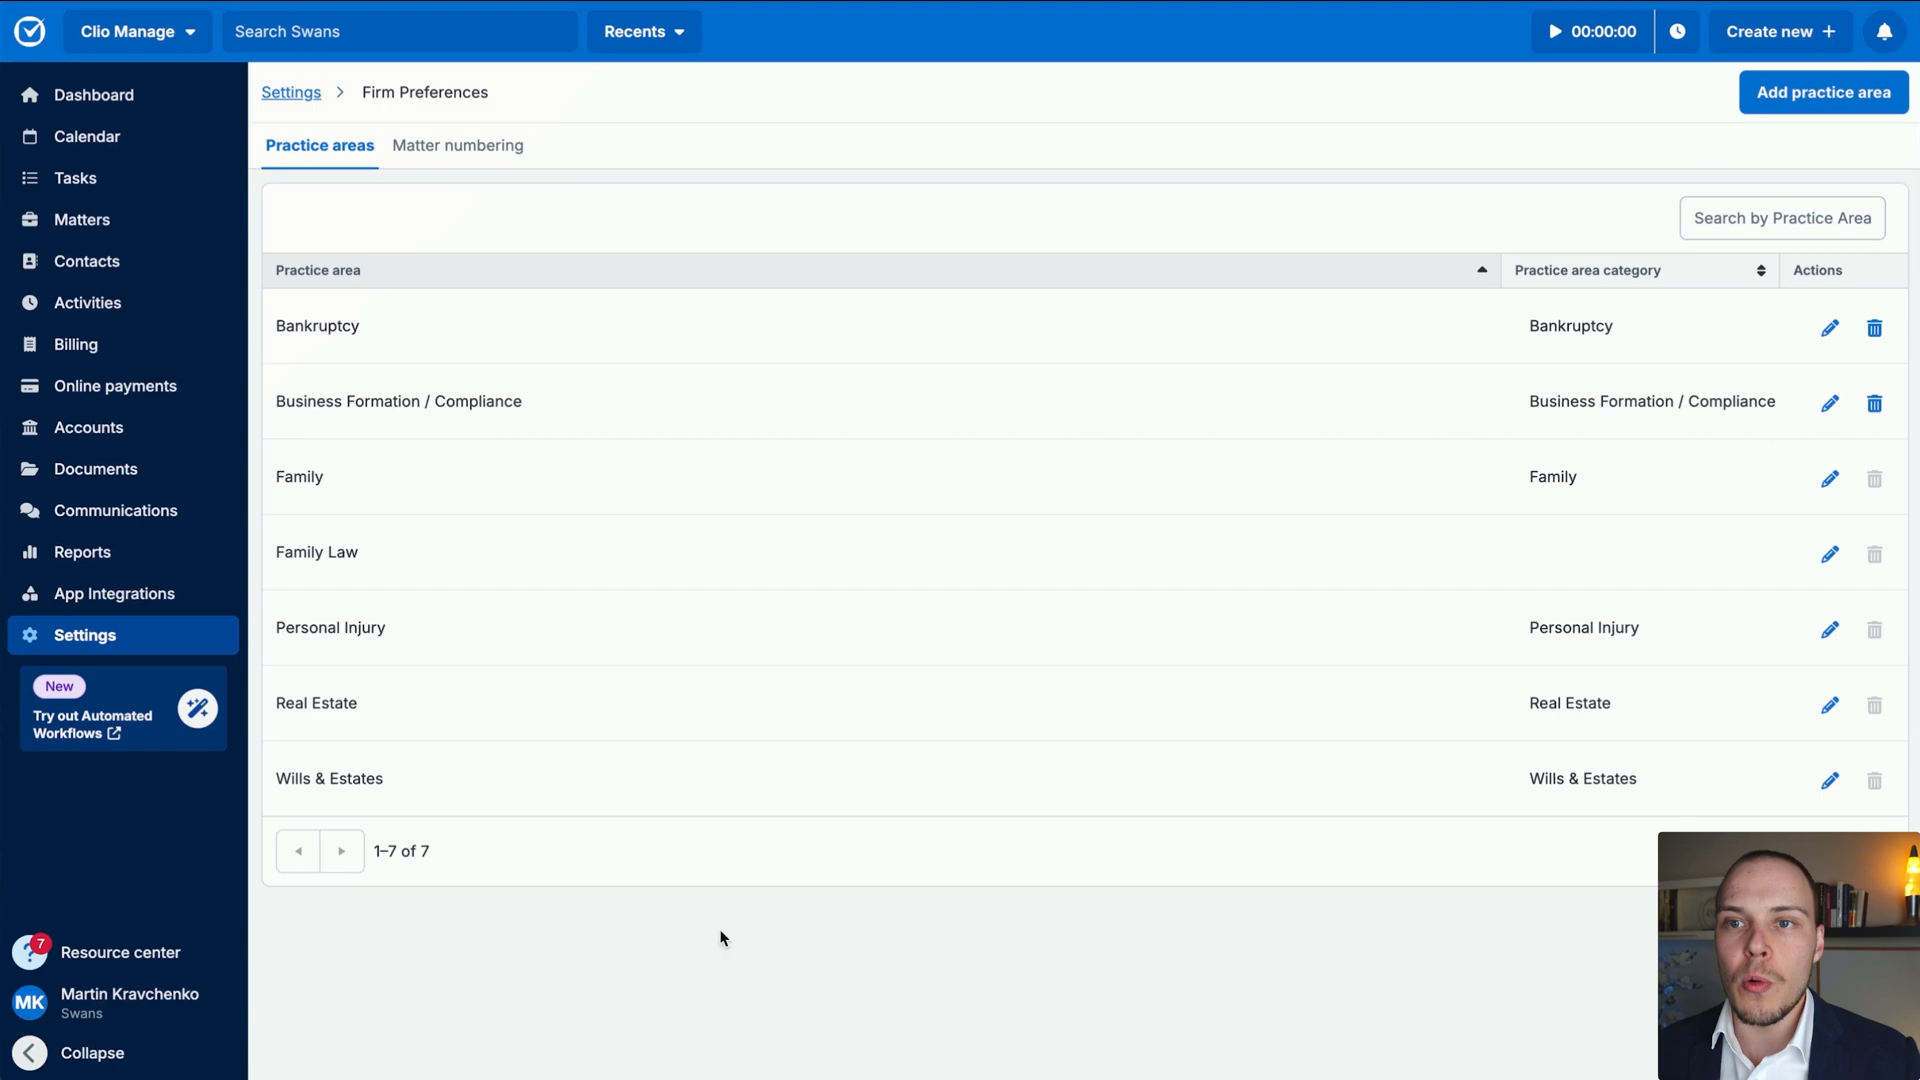 Clio Manage
Search Swans
Recents
00:00:00
Create new
Dashboard
Calendar
Tasks
Matters
Contacts
Activities
Billing
Online payments
Accounts
Documents
Communications
Reports
App Integrations
Settings
New
Try out Automated
Workflows
7
Resource center
MK
Martin Kravchenko
Swans
Collapse
Settings > Firm Preferences
Add practice area
Practice areas
Matter numbering
Search by Practice Area
Practice area
Practice area category
Actions
Bankruptcy
Bankruptcy
Business Formation / Compliance
Business Formation / Compliance
Family
Family
Family Law
Personal Injury
Personal Injury
Real Estate
Real Estate
Wills & Estates
Wills & Estates
1–7 of 7